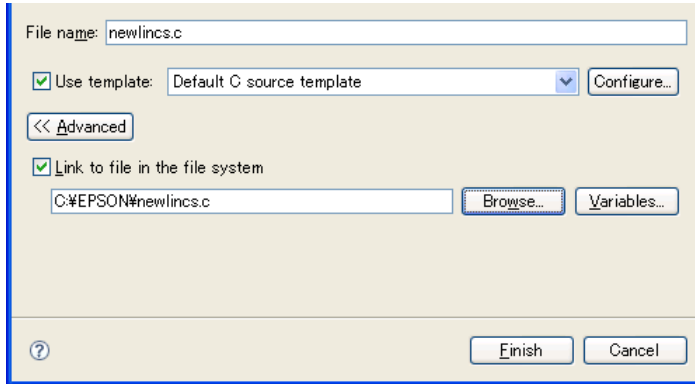 File name: newlincs.c
Use template: Default C source template Configure...
<< Advanced
Link to file in the file system
C:¥EPSON¥newlincs.c Browse... Variables...
? Finish Cancel